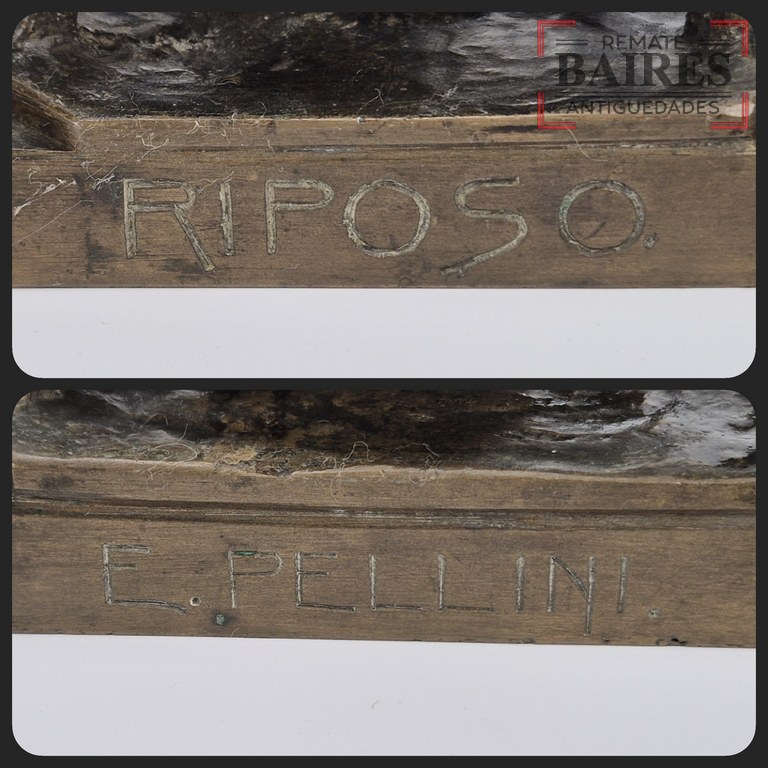 REMATE
BAIRES
ANTIGUEDADES
RIPOSO.
E. PELLINI.